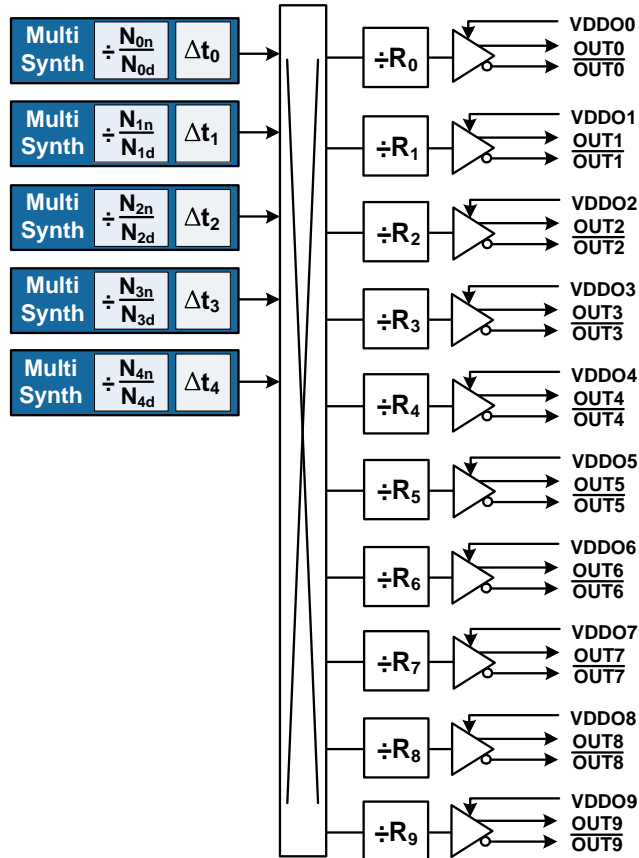 Multi Synth ÷ N0n/N0d Δt0
Multi Synth ÷ N1n/N1d Δt1
Multi Synth ÷ N2n/N2d Δt2
Multi Synth ÷ N3n/N3d Δt3
Multi Synth ÷ N4n/N4d Δt4
÷R0
VDDO0
OUT0
OUT0
÷R1
VDDO1
OUT1
OUT1
÷R2
VDDO2
OUT2
OUT2
÷R3
VDDO3
OUT3
OUT3
÷R4
VDDO4
OUT4
OUT4
÷R5
VDDO5
OUT5
OUT5
÷R6
VDDO6
OUT6
OUT6
÷R7
VDDO7
OUT7
OUT7
÷R8
VDDO8
OUT8
OUT8
÷R9
VDDO9
OUT9
OUT9